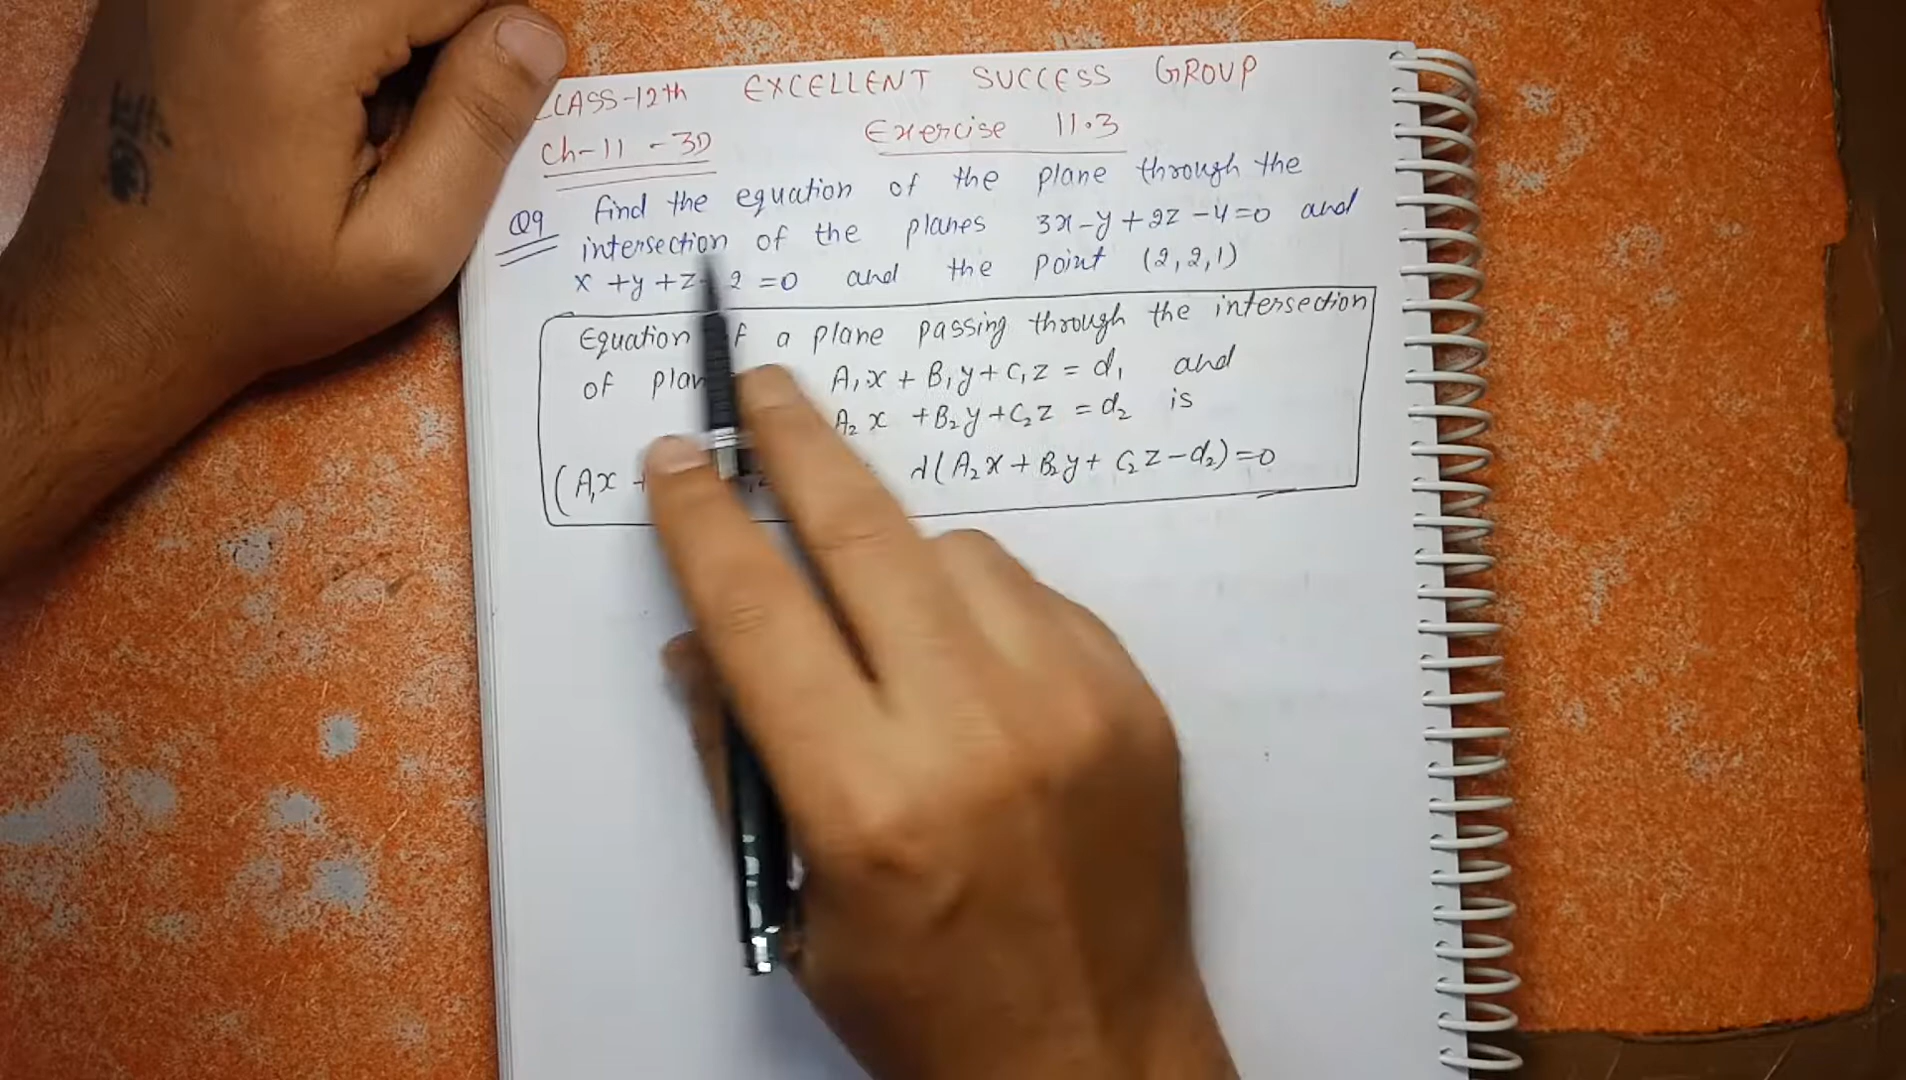 CLASS-12th EXCELLENT SUCCESS GROUP
Ch-11 - 3D Exercise 11.3
Q9 find the equation of the plane through the
intersection of the planes 3x-y+2z-4=0 and
x+y+z-2=0 and the point (2,2,1)
Equation of a plane passing through the intersection
of A₁x + B₁y + C₁z = d₁ and
A₂x + B₂y + C₂z = d₂ is
(A₁x + λ(A₂x + B₂y + C₂z - d₂) = 0